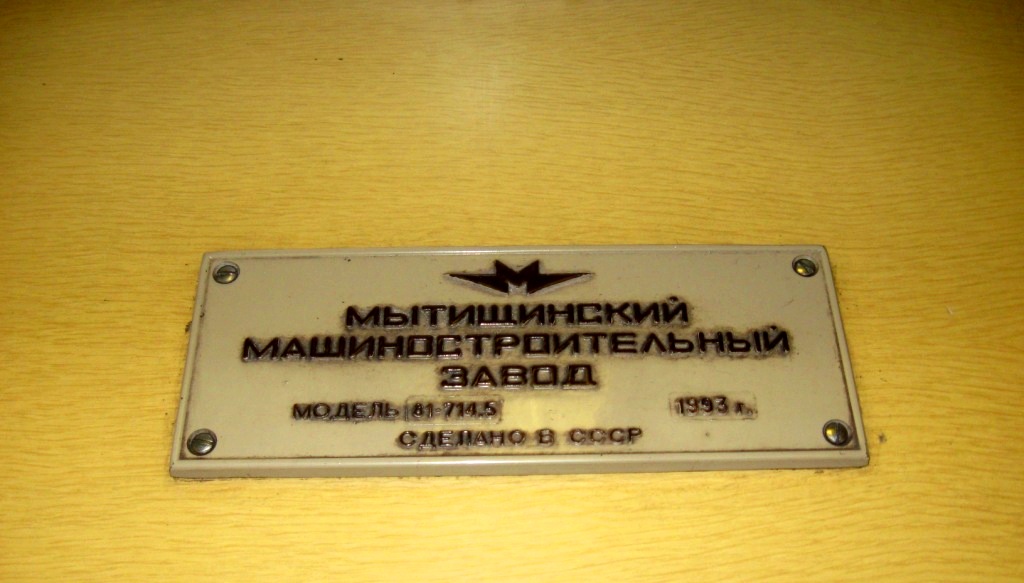 М
МЫТИЩИНСКИЙ
МАШИНОСТРОИТЕЛЬНЫЙ
ЗАВОД
МОДЕЛЬ 81-714,5 1993 г.
СДЕЛАНО В СССР